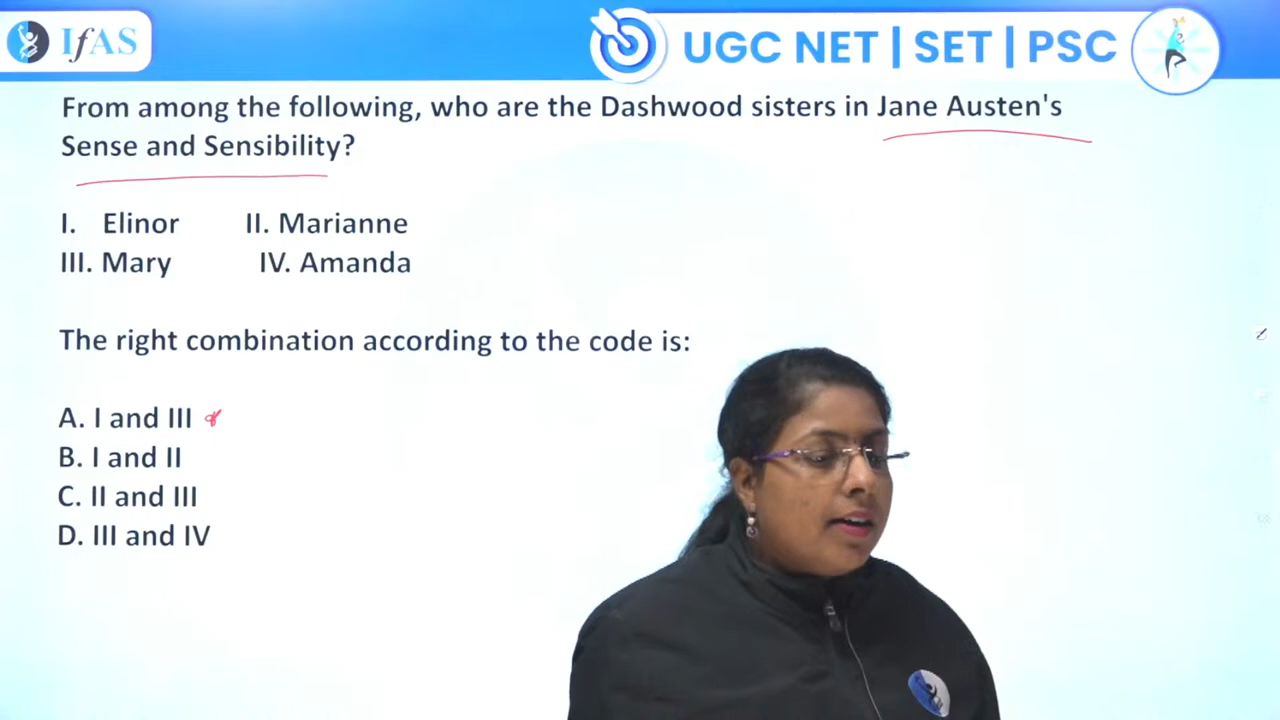 IfAS
UGC NET | SET | PSC
From among the following, who are the Dashwood sisters in Jane Austen's
Sense and Sensibility?
I. Elinor II. Marianne
III. Mary IV. Amanda
The right combination according to the code is:
A. I and III
B. I and II
C. II and III
D. III and IV